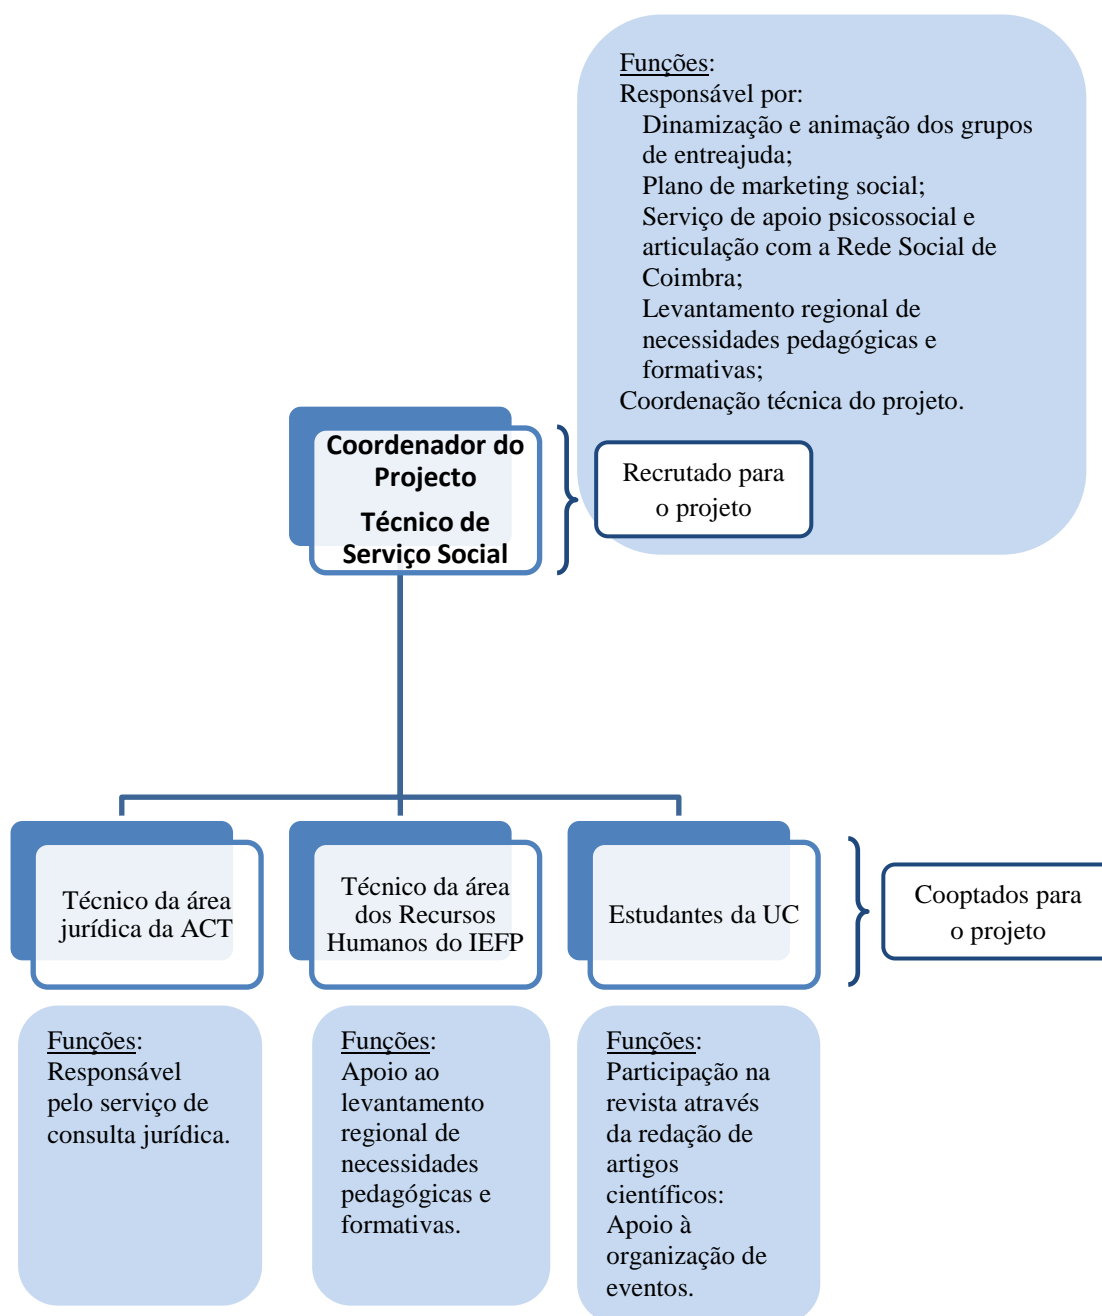 Funções:
Responsável por:
Dinamização e animação dos grupos
de entreajuda;
Plano de marketing social;
Serviço de apoio psicossocial e
articulação com a Rede Social de
Coimbra;
Levantamento regional de
necessidades pedagógicas e
formativas;
Coordenação técnica do projeto.
Coordenador do
Projecto
Técnico de
Serviço Social
Recrutado para
o projeto
Técnico da área
jurídica da ACT
Técnico da área
dos Recursos
Humanos do IEFP
Estudantes da UC
Cooptados para
o projeto
Funções:
Responsável
pelo serviço de
consulta jurídica.
Funções:
Apoio ao
levantamento
regional de
necessidades
pedagógicas e
formativas.
Funções:
Participação na
revista através
da redação de
artigos
científicos:
Apoio à
organização de
eventos.